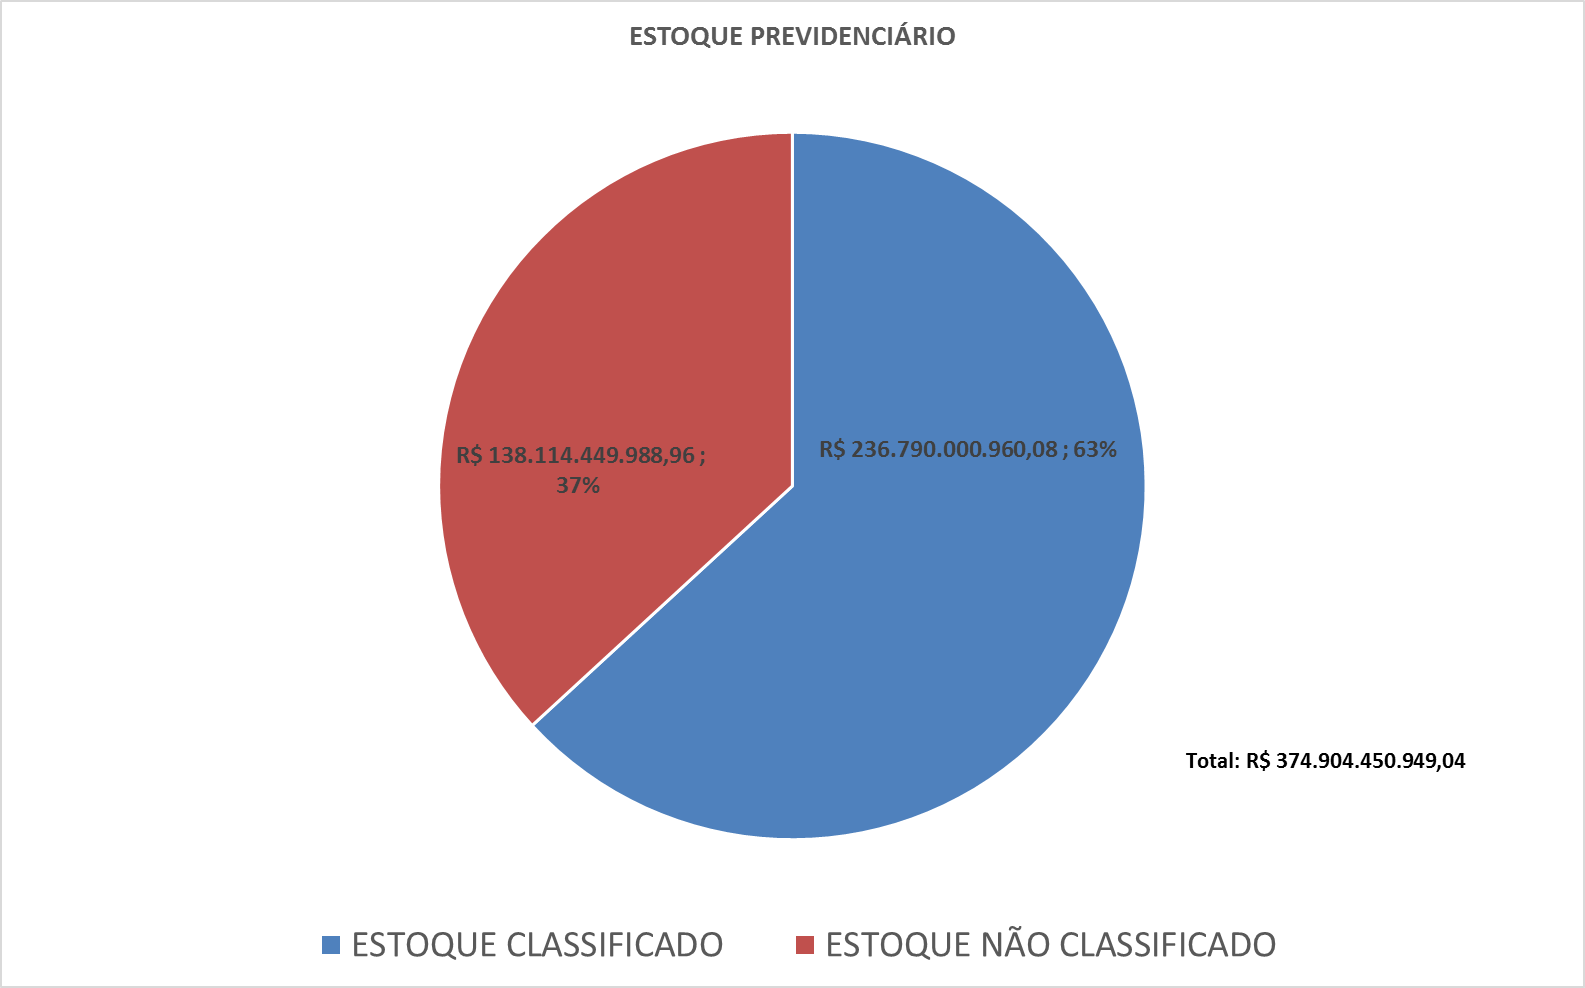 ESTOQUE PREVIDENCIÁRIO
R$ 138.114.449.988,96 ;
37%
R$ 236.790.000.960,08 ; 63%
Total: R$ 374.904.450.949,04
ESTOQUE CLASSIFICADO
ESTOQUE NÃO CLASSIFICADO